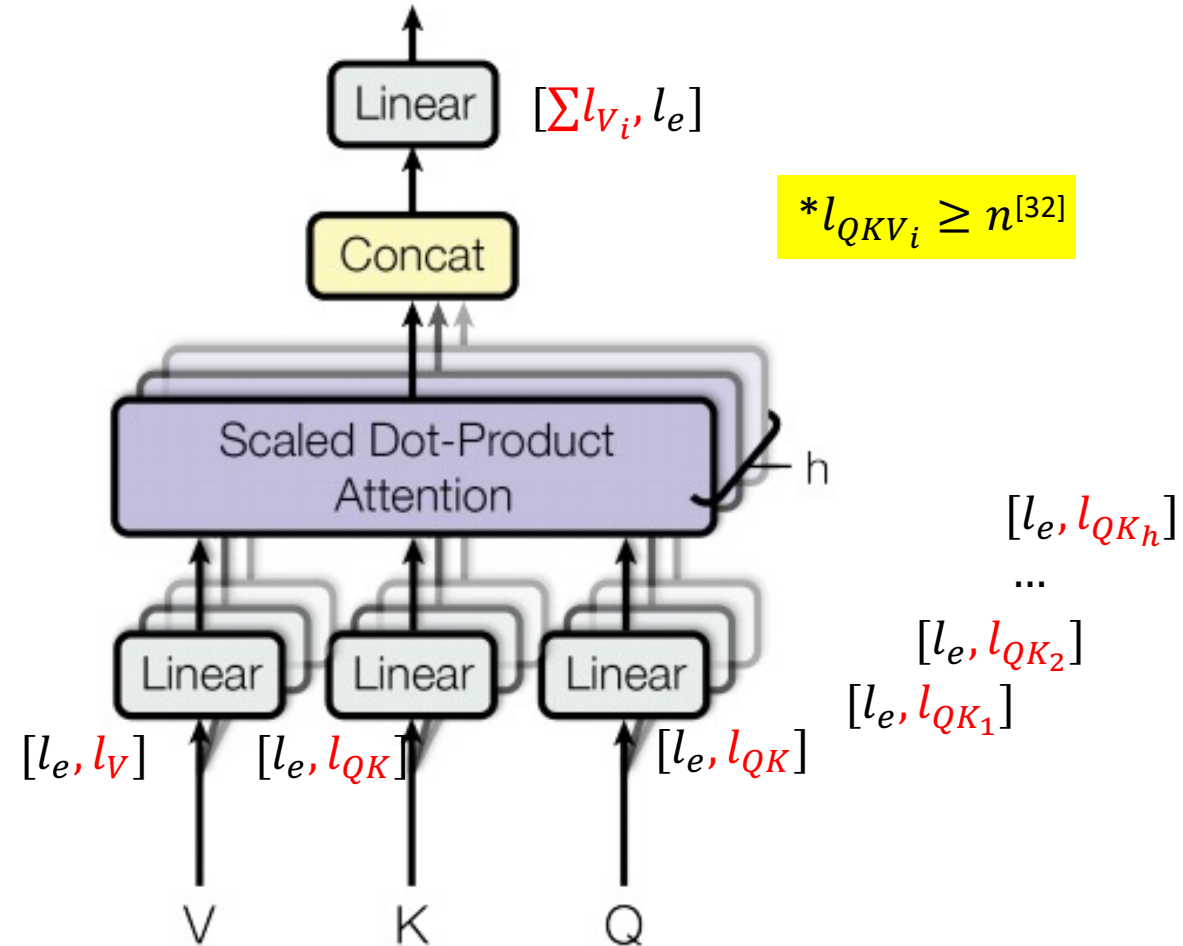 Linear
[∑l_{V_i}, l_e]
*l_{QKV_i} ≥ n^{[32]}
Concat
Scaled Dot-Product
Attention
h
[l_e, l_{QK_h}]
...
[l_e, l_{QK_2}]
[l_e, l_{QK_1}]
Linear
Linear
Linear
[l_e, l_V]
[l_e, l_{QK}]
[l_e, l_{QK}]
V
K
Q